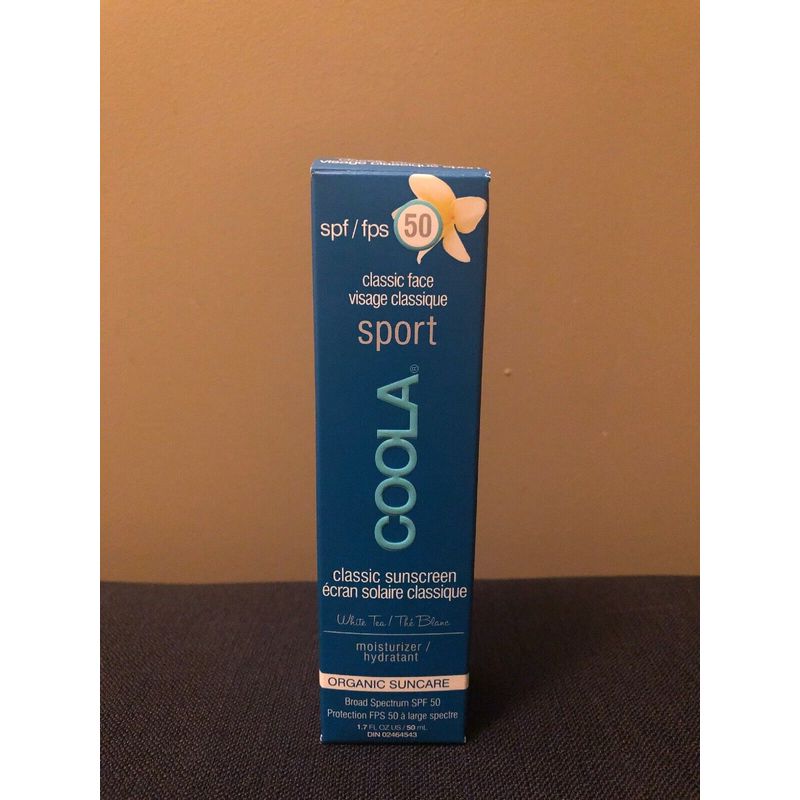 visage classique
spf / fps 50
classic face
visage classique
sport
COOLA®
classic sunscreen
écran solaire classique
White Tea / Thé Blanc
moisturizer /
hydratant
ORGANIC SUNCARE
Broad Spectrum SPF 50
Protection FPS 50 à large spectre
1.7 FL OZ US / 50 mL
DIN 02464543